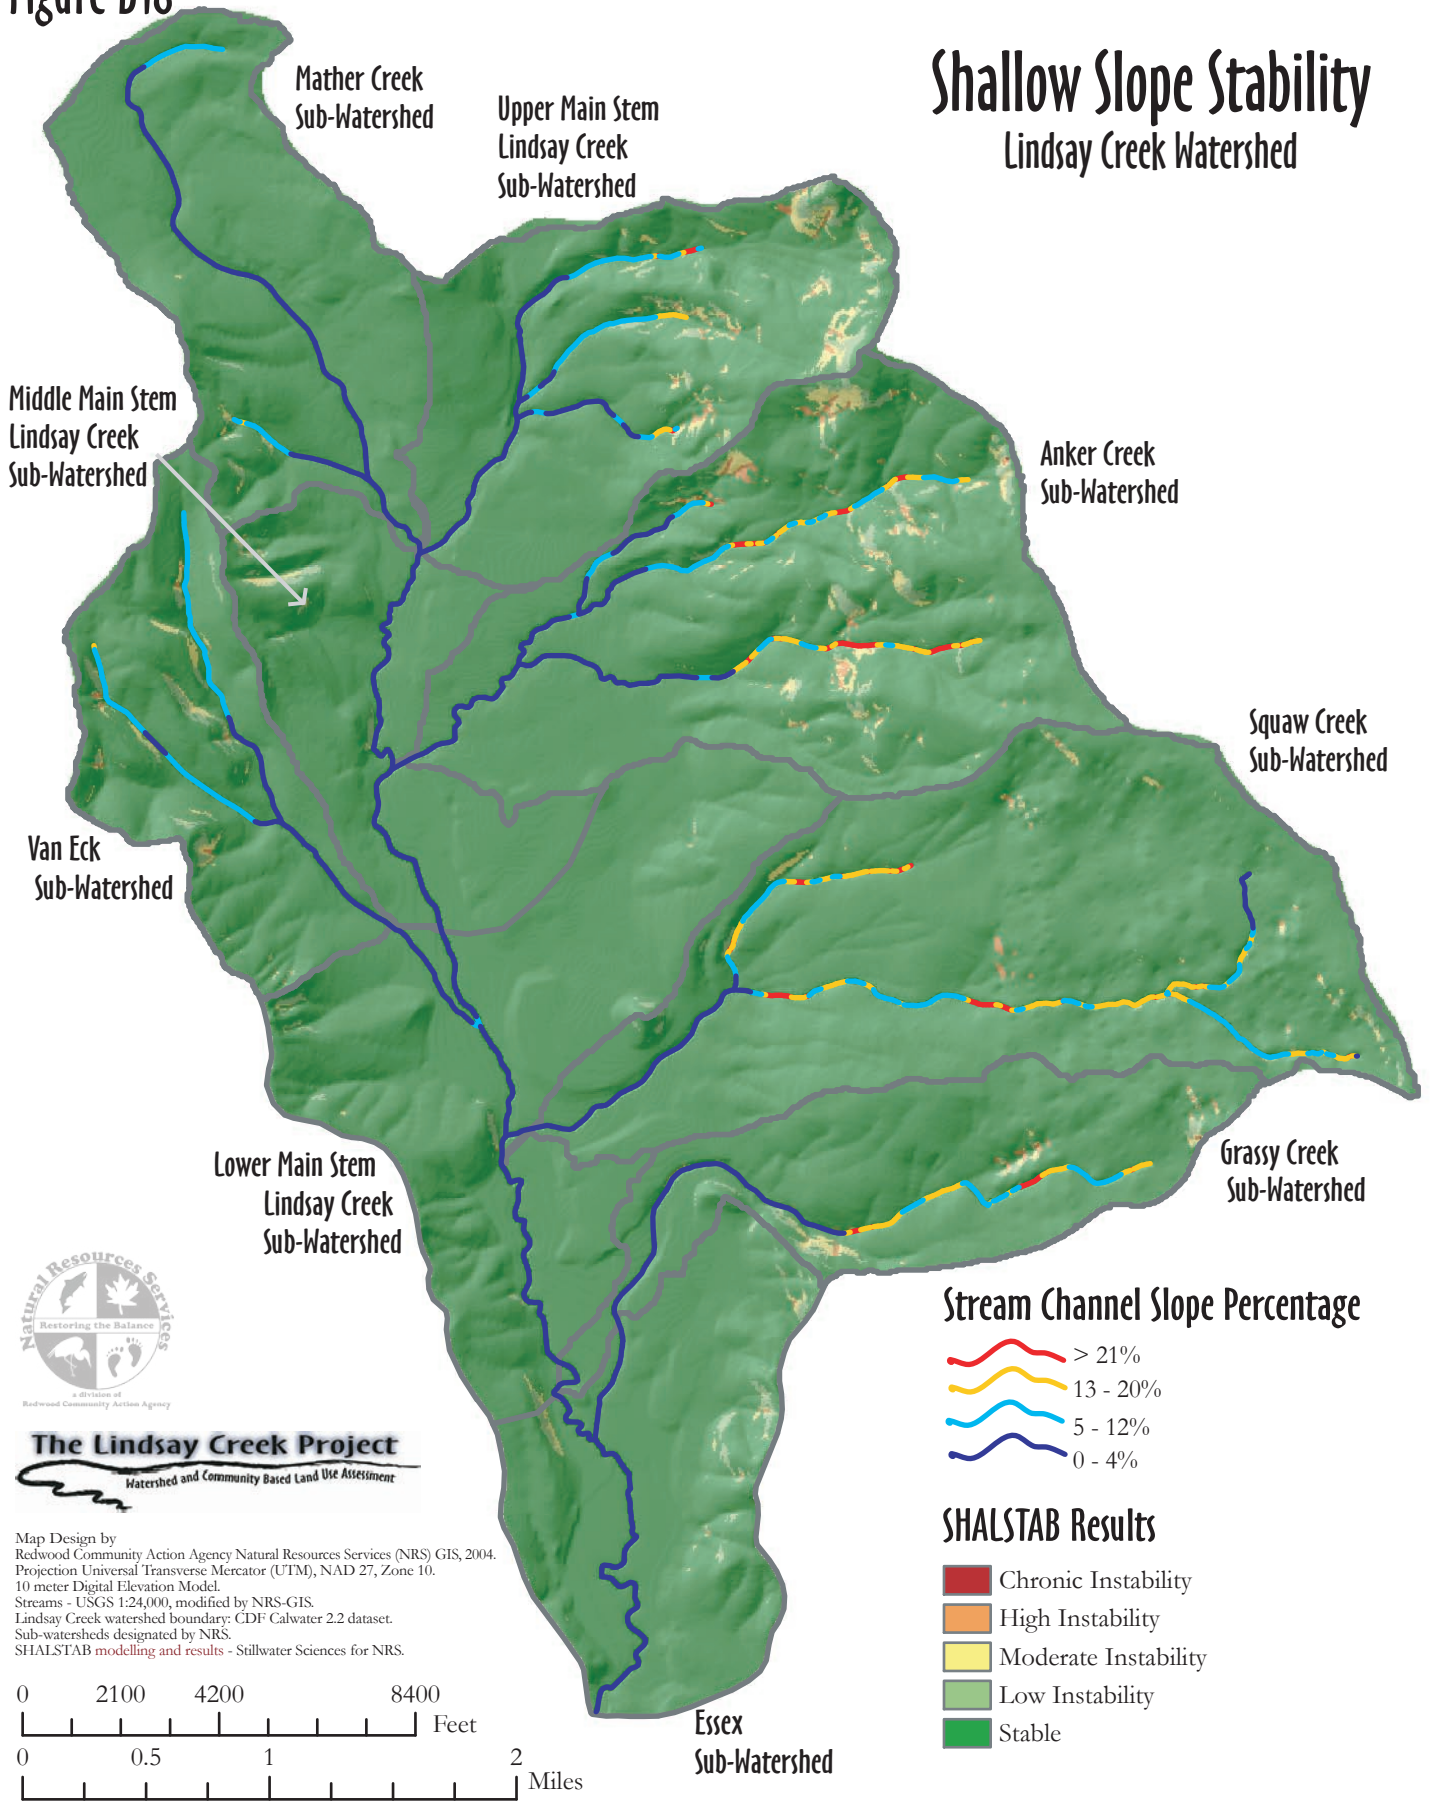 Figure B18
Shallow Slope Stability
Lindsay Creek Watershed
Mather Creek
Sub-Watershed
Upper Main Stem
Lindsay Creek
Sub-Watershed
Middle Main Stem
Lindsay Creek
Sub-Watershed
Anker Creek
Sub-Watershed
Squaw Creek
Sub-Watershed
Van Eck
Sub-Watershed
Lower Main Stem
Lindsay Creek
Sub-Watershed
Grassy Creek
Sub-Watershed
Essex
Sub-Watershed
Stream Channel Slope Percentage
> 21%
13 - 20%
5 - 12%
0 - 4%
SHALSTAB Results
Chronic Instability
High Instability
Moderate Instability
Low Instability
Stable
Natural Resources Services
Restoring the Balance
a division of
Redwood Community Action Agency
The Lindsay Creek Project
Watershed and Community Based Land Use Assessment
Map Design by
Redwood Community Action Agency Natural Resources Services (NRS) GIS, 2004.
Projection Universal Transverse Mercator (UTM), NAD 27, Zone 10.
10 meter Digital Elevation Model.
Streams - USGS 1:24,000, modified by NRS-GIS.
Lindsay Creek watershed boundary: CDF Calwater 2.2 dataset.
Sub-watersheds designated by NRS.
SHALSTAB modelling and results - Stillwater Sciences for NRS.
0 2100 4200 8400
Feet
0 0.5 1 2
Miles